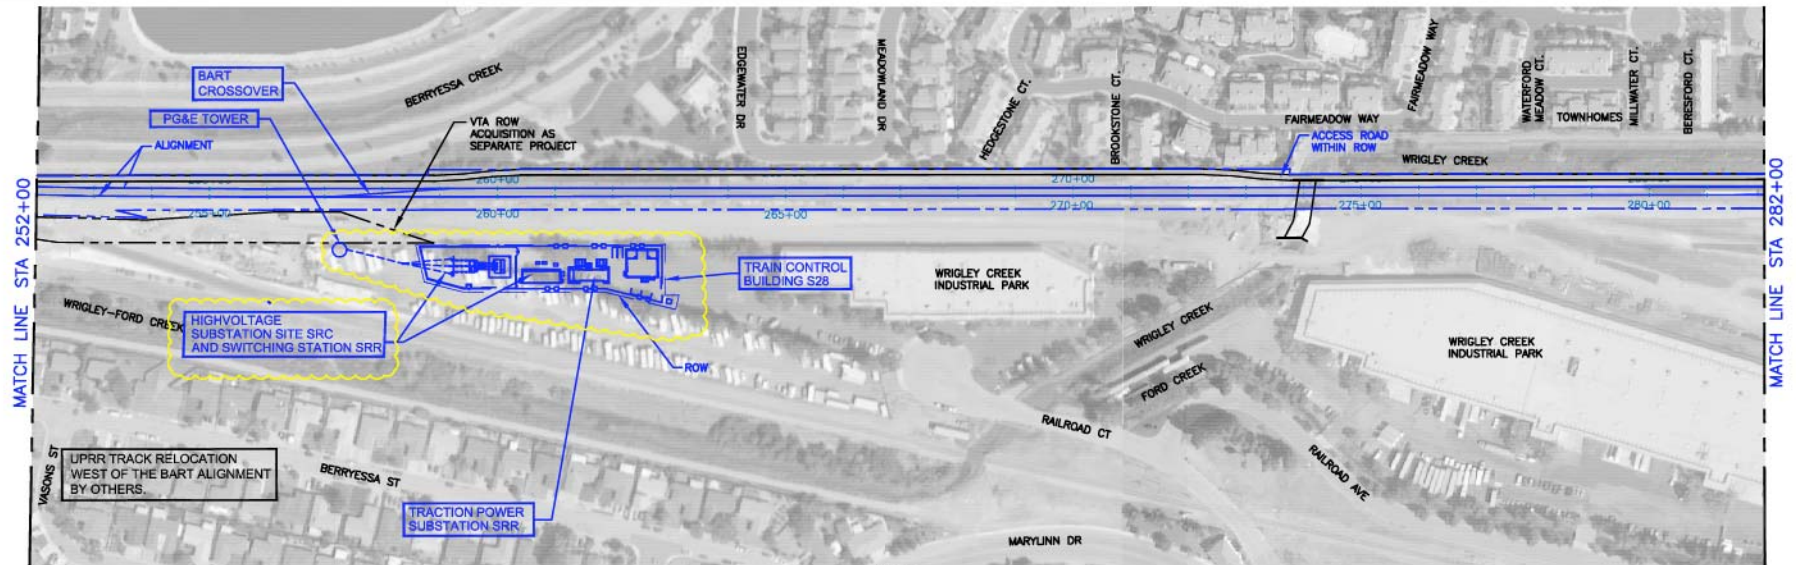 BART
CROSSOVER
PG&E TOWER
ALIGNMENT
BERRYESSA CREEK
VTA ROW
ACQUISITION AS
SEPARATE PROJECT
EDGEWATER DR
MEADOWLAND DR
HEDGESTONE CT.
BROOKSTONE CT.
FAIRMEADOW WAY
FAIRMEADOW WAY
ACCESS ROAD
WITHIN ROW
WATERFORD
MEADOW CT.
TOWNHOMES
MILLWATER CT.
BERESFORD CT.
WRIGLEY CREEK
MATCH LINE STA 252+00
MATCH LINE STA 282+00
255+00
260+00
270+00
275+00
280+00
255+00
260+00
265+00
270+00
275+00
280+00
TRAIN CONTROL
BUILDING S28
WRIGLEY CREEK
INDUSTRIAL PARK
WRIGLEY-FORD CREEK
HIGHVOLTAGE
SUBSTATION SITE SRC
AND SWITCHING STATION SRR
ROW
WRIGLEY CREEK
FORD CREEK
WRIGLEY CREEK
INDUSTRIAL PARK
RAILROAD CT
RAILROAD AVE
VASONS ST
UPRR TRACK RELOCATION
WEST OF THE BART ALIGNMENT
BY OTHERS.
BERRYESSA ST
TRACTION POWER
SUBSTATION SRR
MARYLINN DR